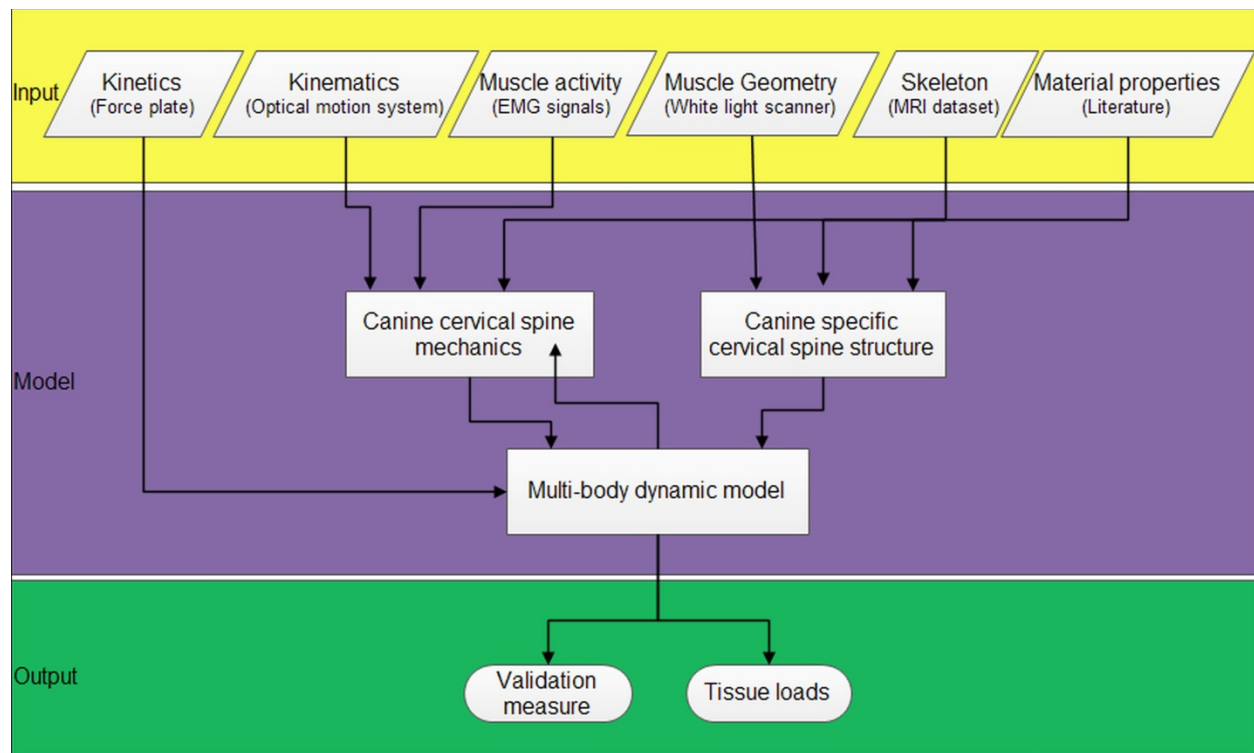 Input
Kinetics
(Force plate)
Kinematics
(Optical motion system)
Muscle activity
(EMG signals)
Muscle Geometry
(White light scanner)
Skeleton
(MRI dataset)
Material properties
(Literature)
Model
Canine cervical spine
mechanics
Canine specific
cervical spine structure
Multi-body dynamic model
Output
Validation
measure
Tissue loads